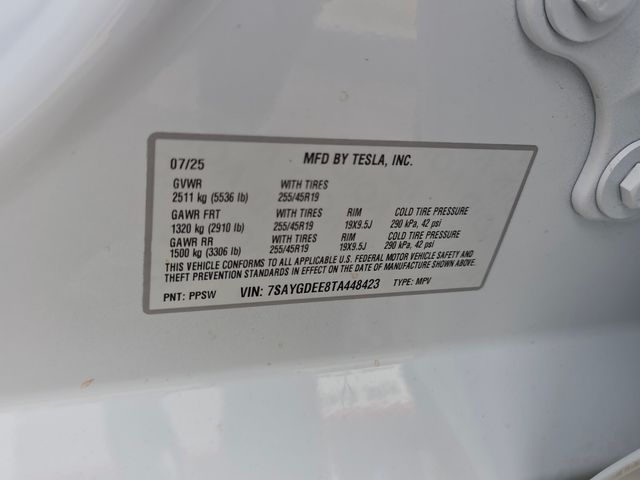 07/25 MFD BY TESLA, INC.
GVWR WITH TIRES
2511 kg (5536 lb) 255/45R19
GAWR FRT WITH TIRES RIM COLD TIRE PRESSURE
1320 kg (2910 lb) 255/45R19 19X9.5J 290 kPa, 42 psi
GAWR RR WITH TIRES RIM COLD TIRE PRESSURE
1500 kg (3306 lb) 255/45R19 19X9.5J 290 kPa, 42 psi
THIS VEHICLE CONFORMS TO ALL APPLICABLE U.S. FEDERAL MOTOR VEHICLE SAFETY AND
THEFT PREVENTION STANDARDS IN EFFECT ON THE DATE OF MANUFACTURE SHOWN ABOVE.
PNT: PPSW VIN: 7SAYGDEE8TA448423 TYPE: MPV